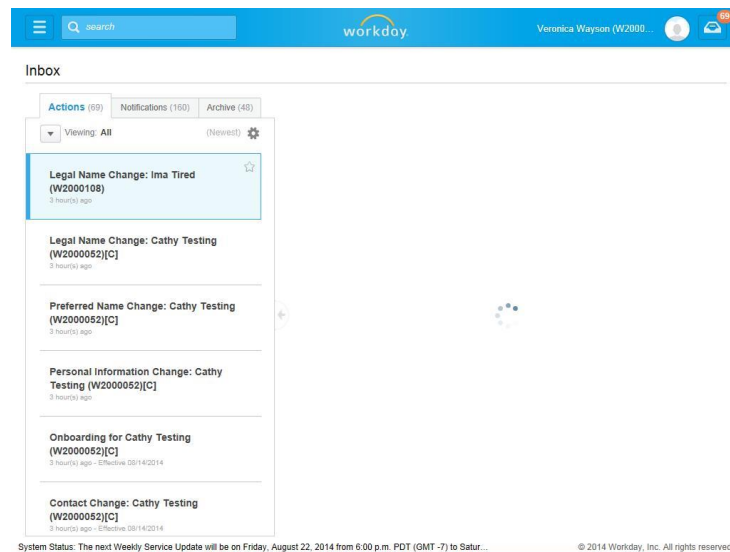 search
workday.
Veronica Wayson (W2000...
69
Inbox
Actions (69)
Notifications (160)
Archive (48)
Viewing: All
(Newest)
Legal Name Change: Ima Tired
(W2000108)
3 hour(s) ago
Legal Name Change: Cathy Testing
(W2000052)[C]
3 hour(s) ago
Preferred Name Change: Cathy Testing
(W2000052)[C]
3 hour(s) ago
Personal Information Change: Cathy
Testing (W2000052)[C]
3 hour(s) ago
Onboarding for Cathy Testing
(W2000052)[C]
3 hour(s) ago - Effective 08/14/2014
Contact Change: Cathy Testing
(W2000052)[C]
3 hour(s) ago - Effective 08/14/2014
System Status: The next Weekly Service Update will be on Friday, August 22, 2014 from 6:00 p.m. PDT (GMT -7) to Satur...
© 2014 Workday, Inc. All rights reserved